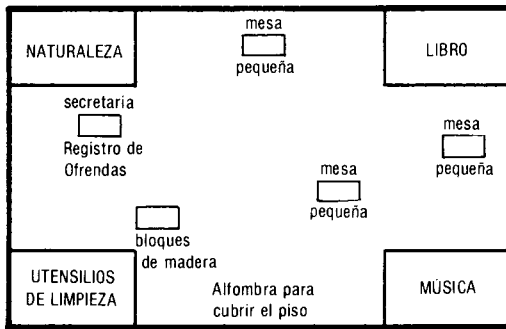 NATURALEZA
mesa
pequeña
LIBRO
secretaria
Registro de
Ofrendas
mesa
pequeña
mesa
pequeña
bloques
de madera
UTENSILIOS
DE LIMPIEZA
Alfombra para
cubrir el piso
MÚSICA